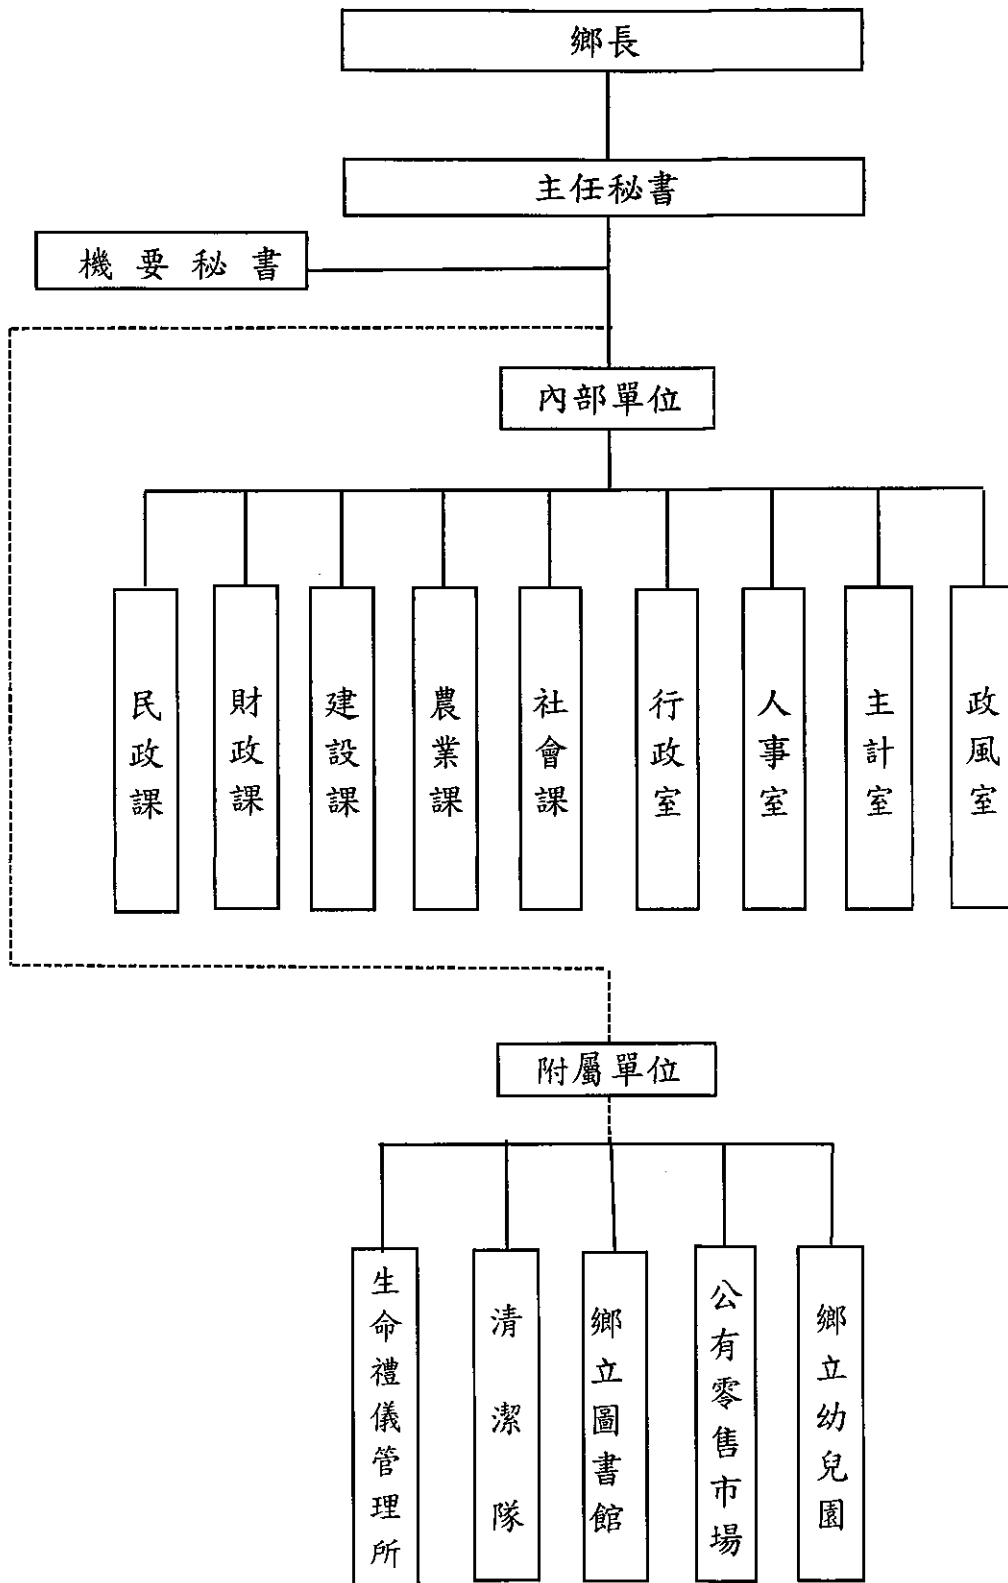 鄉長
主任秘書
機要秘書
內部單位
民政課
財政課
建設課
農業課
社會課
行政室
人事室
主計室
政風室
附屬單位
生命禮儀管理所
清潔隊
鄉立圖書館
公有零售市場
鄉立幼兒園